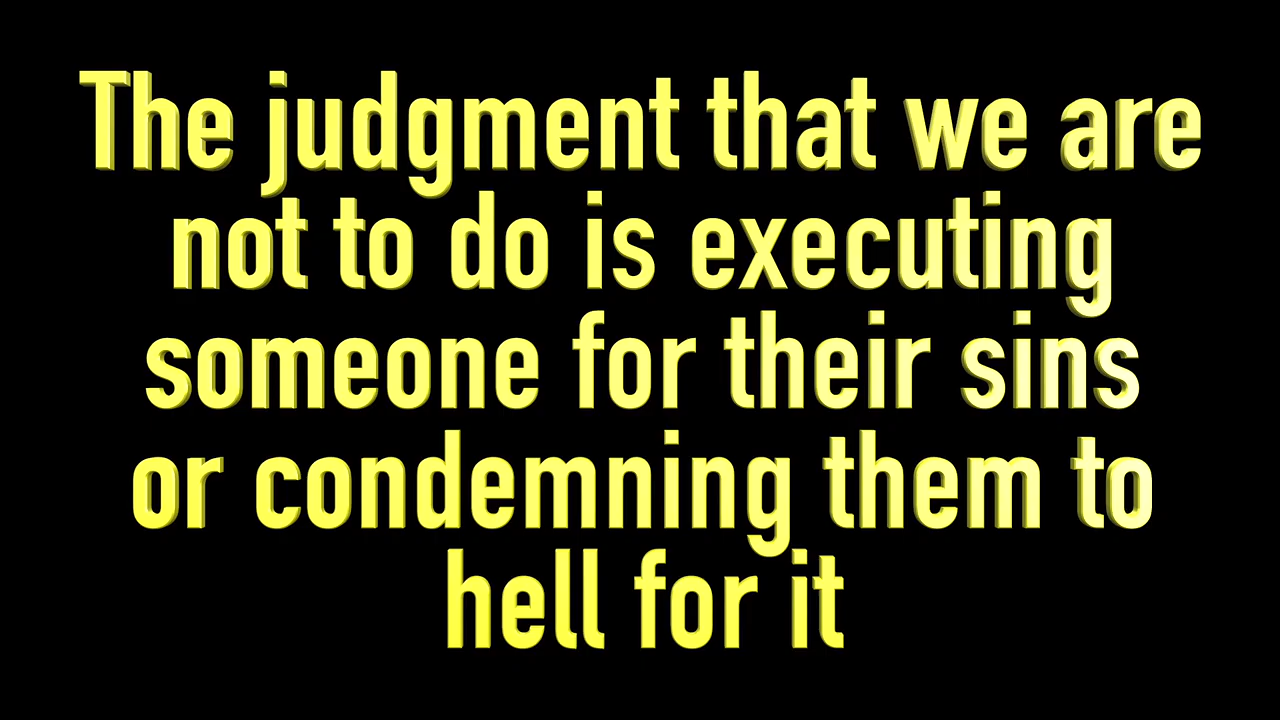 The judgment that we are
not to do is executing
someone for their sins
or condemning them to
hell for it